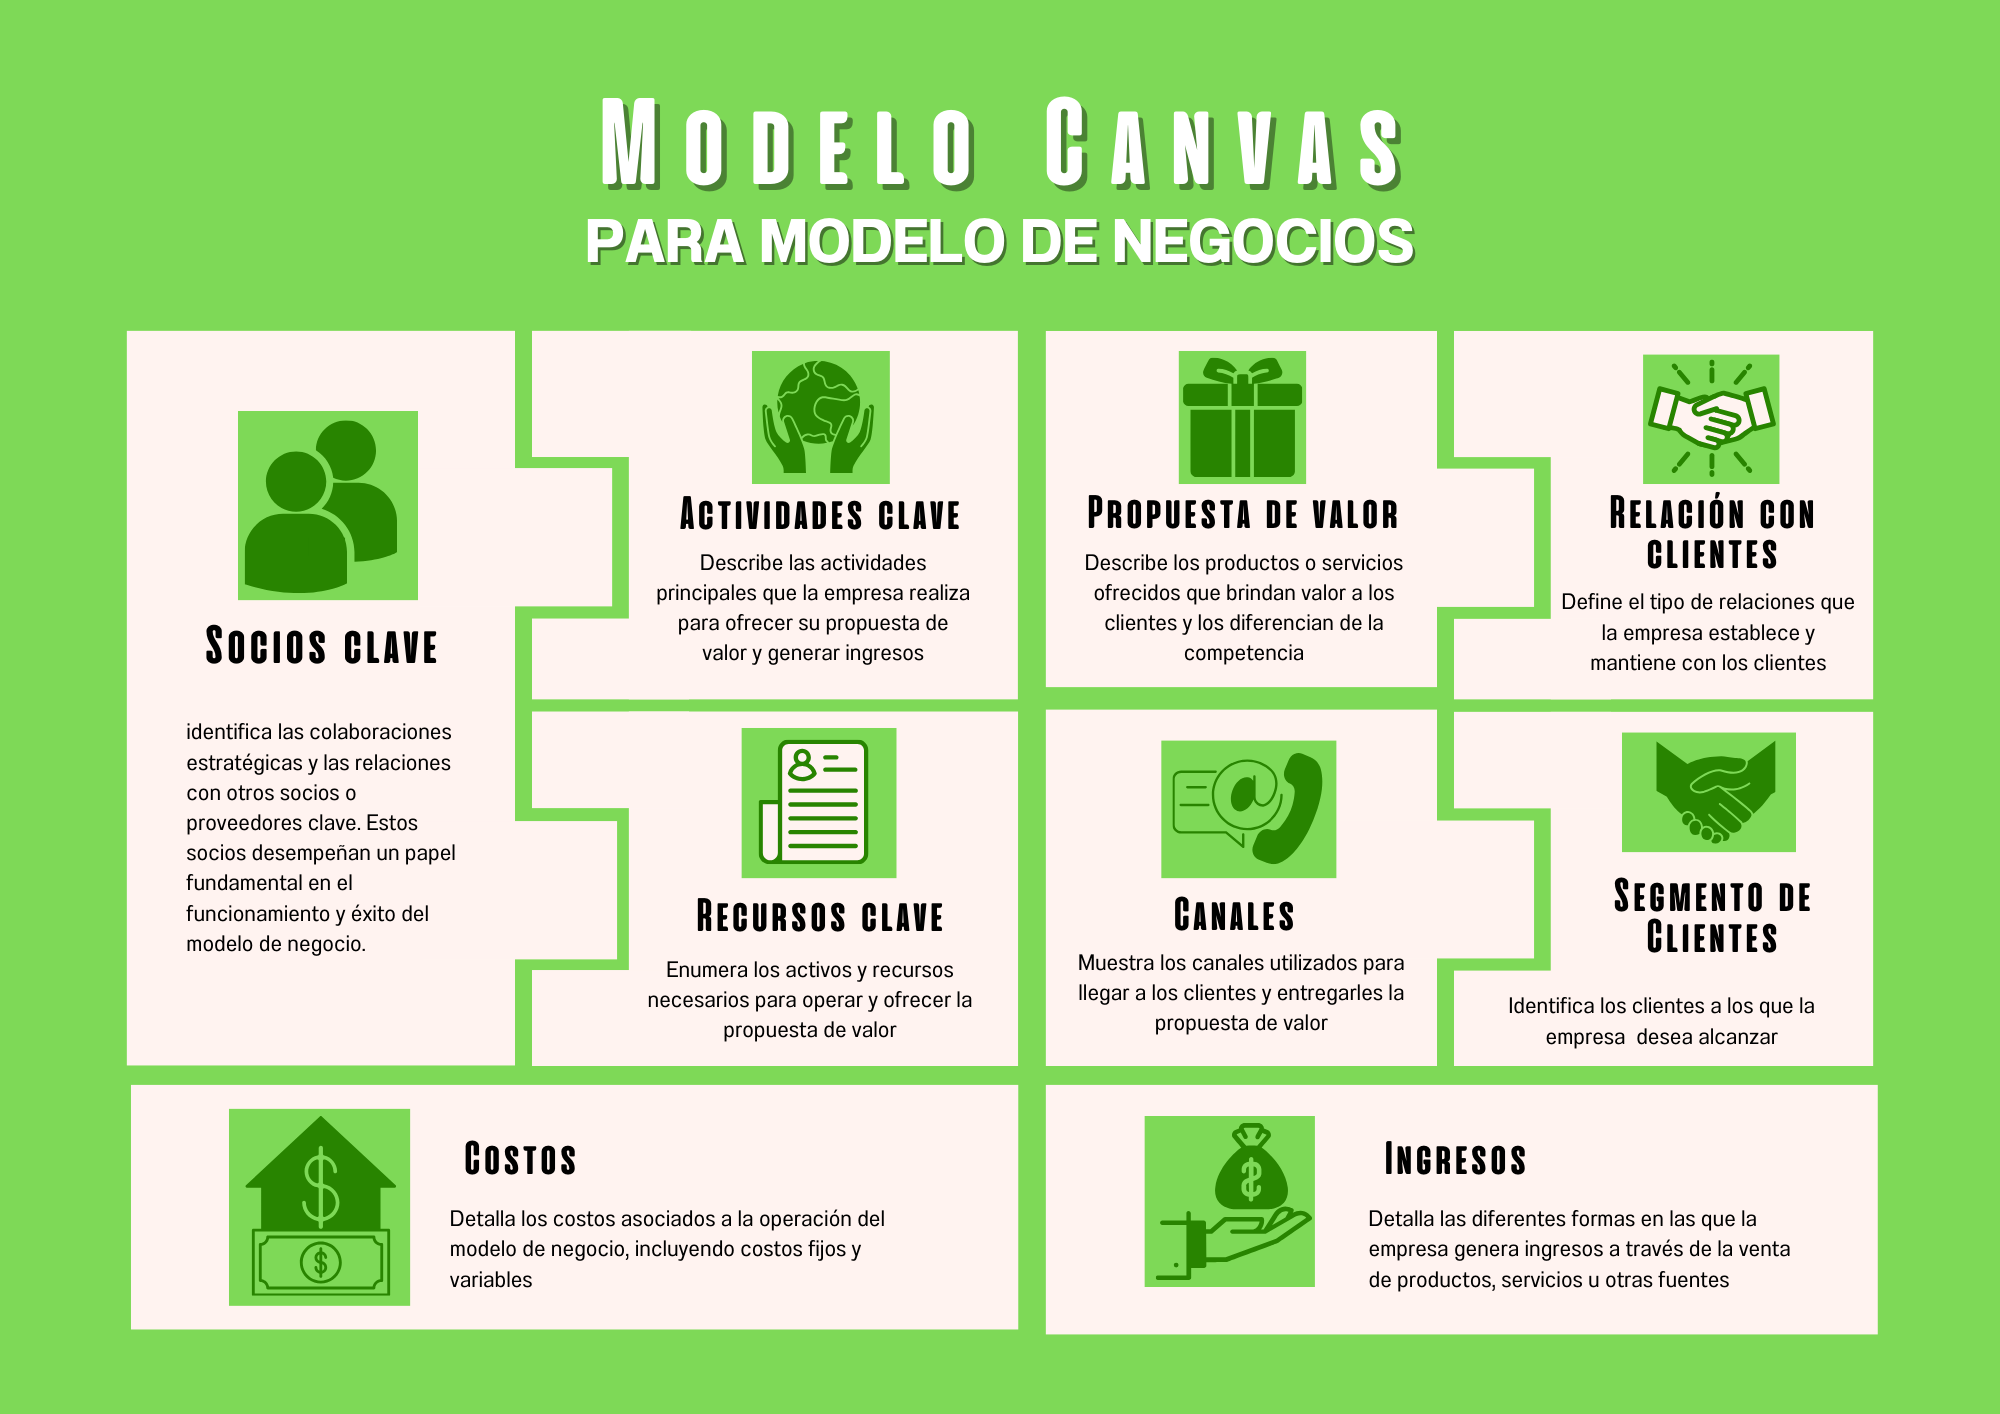 Modelo Canvas
PARA MODELO DE NEGOCIOS
Socios clave
identifica las colaboraciones
estratégicas y las relaciones
con otros socios o
proveedores clave. Estos
socios desempeñan un papel
fundamental en el
funcionamiento y éxito del
modelo de negocio.
Actividades clave
Describe las actividades
principales que la empresa realiza
para ofrecer su propuesta de
valor y generar ingresos
Recursos clave
Enumera los activos y recursos
necesarios para operar y ofrecer la
propuesta de valor
Propuesta de valor
Describe los productos o servicios
ofrecidos que brindan valor a los
clientes y los diferencian de la
competencia
Canales
Muestra los canales utilizados para
llegar a los clientes y entregarles la
propuesta de valor
Relación con
clientes
Define el tipo de relaciones que
la empresa establece y
mantiene con los clientes
Segmento de
Clientes
Identifica los clientes a los que la
empresa  desea alcanzar
Costos
Detalla los costos asociados a la operación del
modelo de negocio, incluyendo costos fijos y
variables
Ingresos
Detalla las diferentes formas en las que la
empresa genera ingresos a través de la venta
de productos, servicios u otras fuentes